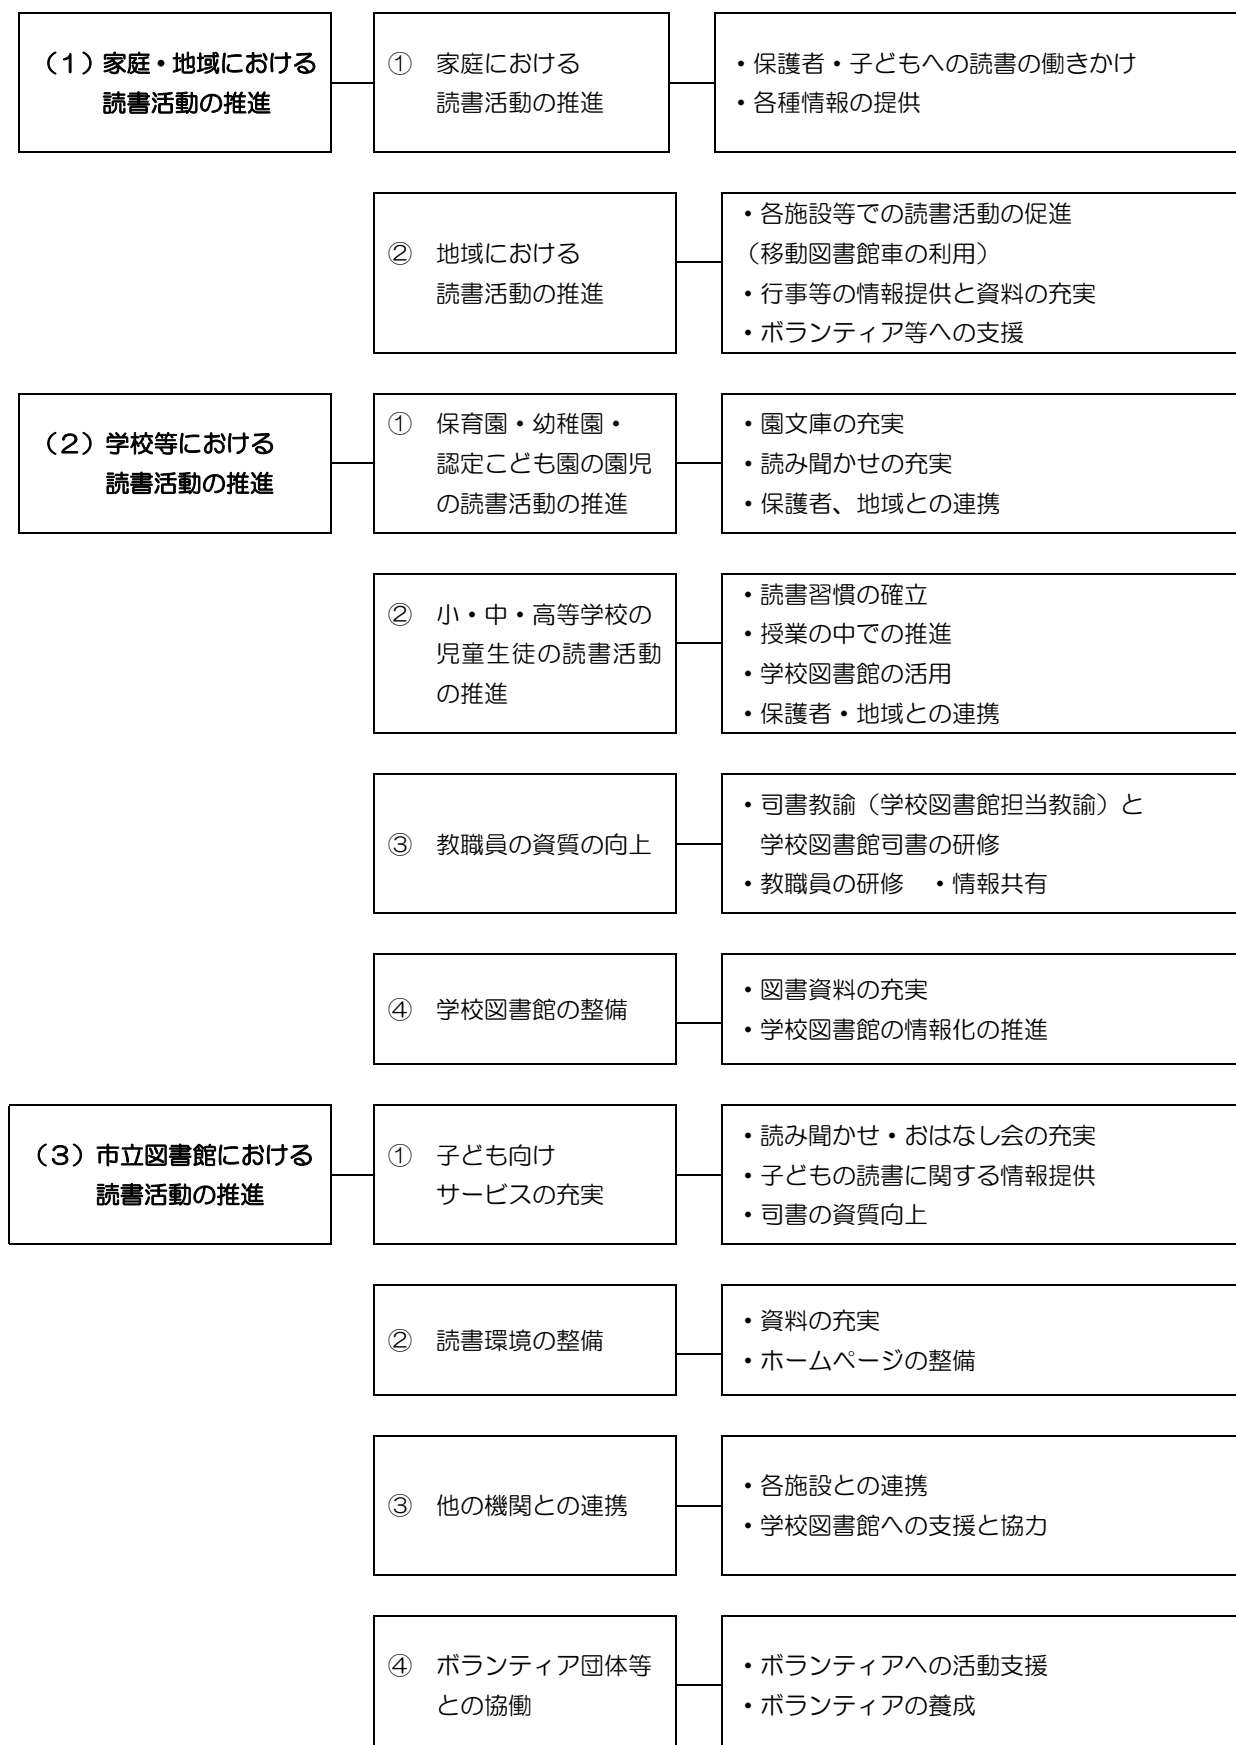 （１）家庭・地域における
読書活動の推進
①　家庭における
読書活動の推進
・保護者・子どもへの読書の働きかけ
・各種情報の提供
②　地域における
読書活動の推進
・各施設等での読書活動の促進
（移動図書館車の利用）
・行事等の情報提供と資料の充実
・ボランティア等への支援
（２）学校等における
読書活動の推進
①　保育園・幼稚園・
認定こども園の園児
の読書活動の推進
・園文庫の充実
・読み聞かせの充実
・保護者、地域との連携
②　小・中・高等学校の
児童生徒の読書活動
の推進
・読書習慣の確立
・授業の中での推進
・学校図書館の活用
・保護者・地域との連携
③　教職員の資質の向上
・司書教諭（学校図書館担当教諭）と
学校図書館司書の研修
・教職員の研修　・情報共有
④　学校図書館の整備
・図書資料の充実
・学校図書館の情報化の推進
（３）市立図書館における
読書活動の推進
①　子ども向け
サービスの充実
・読み聞かせ・おはなし会の充実
・子どもの読書に関する情報提供
・司書の資質向上
②　読書環境の整備
・資料の充実
・ホームページの整備
③　他の機関との連携
・各施設との連携
・学校図書館への支援と協力
④　ボランティア団体等
との協働
・ボランティアへの活動支援
・ボランティアの養成